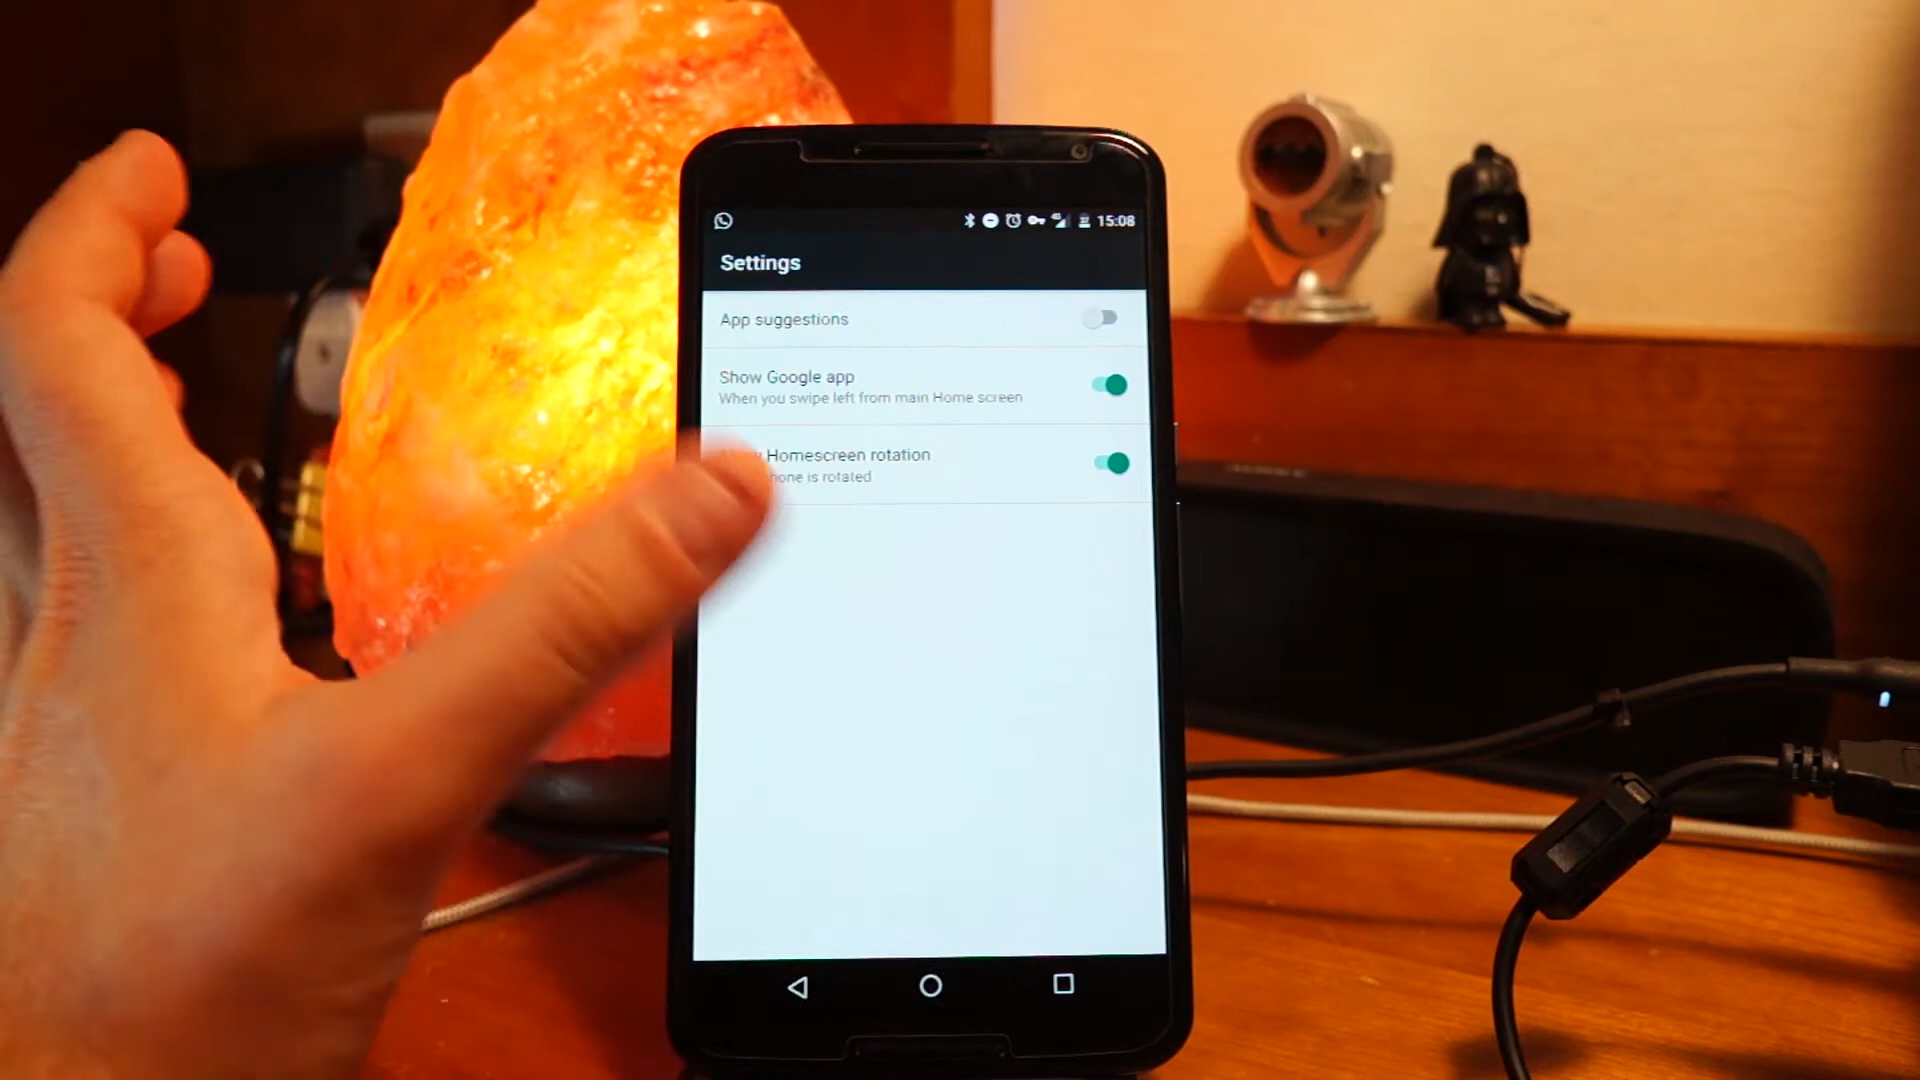 15:08
Settings
App suggestions
Show Google app
When you swipe left from main Home screen
Homescreen rotation
is rotated